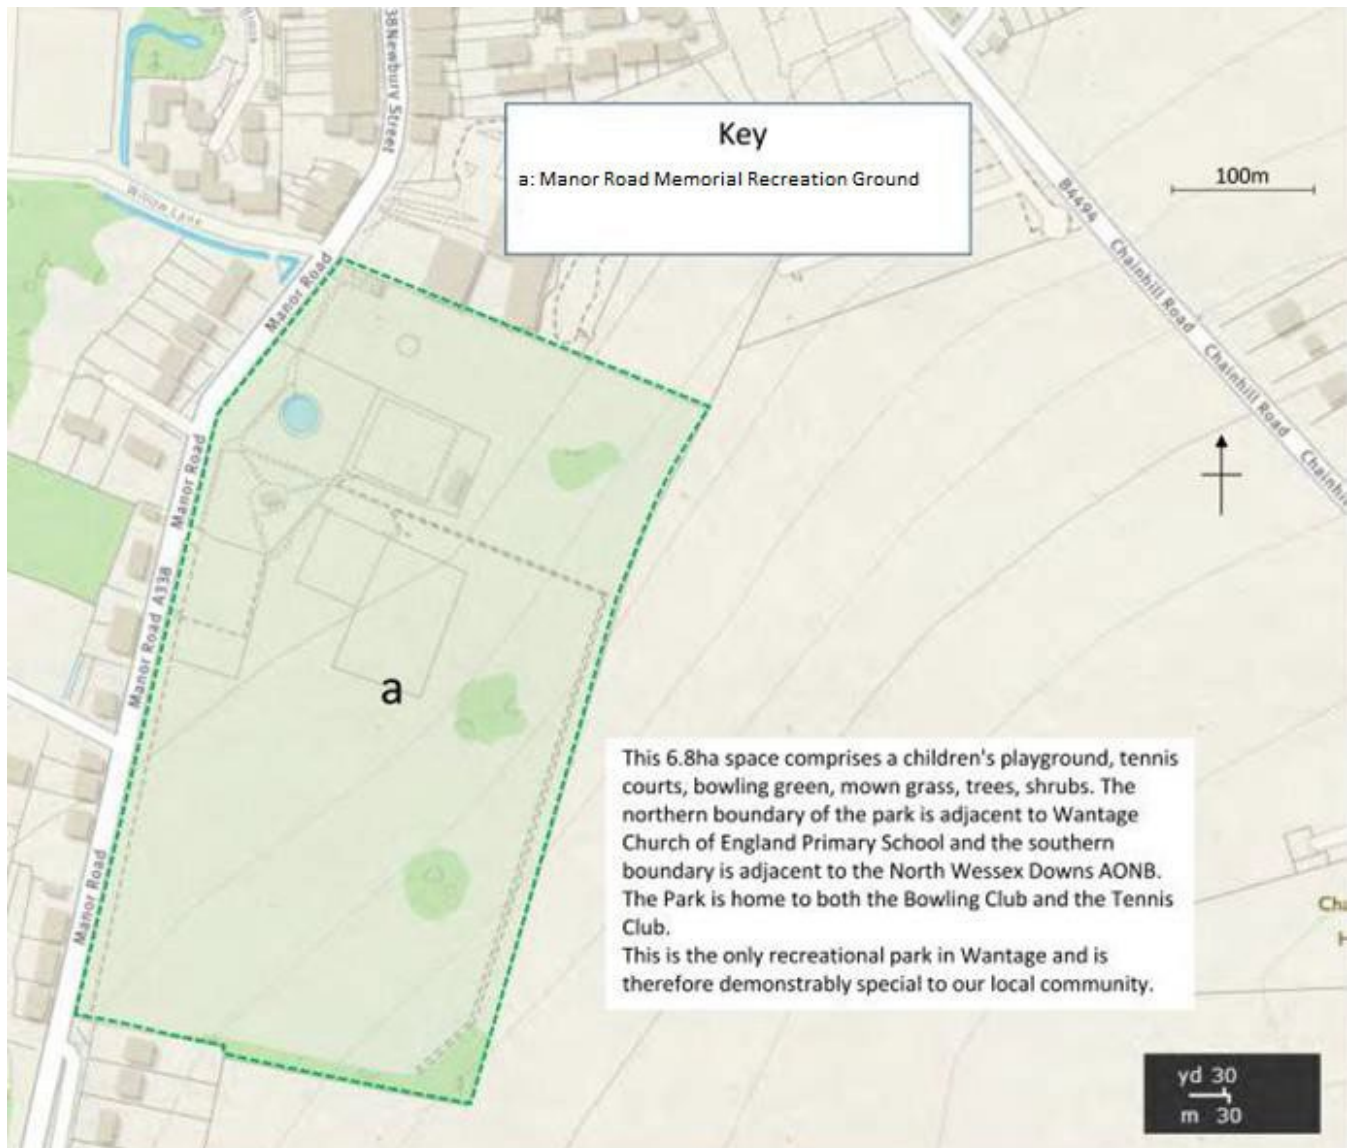 38Newbury Street
Willow Lane
Key
a: Manor Road Memorial Recreation Ground
100m
B4494
Chainhill Road
Chainhill Road
Manor Road
Manor Road
Manor Road A338
a
Manor Road
This 6.8ha space comprises a children's playground, tennis
courts, bowling green, mown grass, trees, shrubs. The
northern boundary of the park is adjacent to Wantage
Church of England Primary School and the southern
boundary is adjacent to the North Wessex Downs AONB.
The Park is home to both the Bowling Club and the Tennis
Club.
This is the only recreational park in Wantage and is
therefore demonstrably special to our local community.
Cha
H
yd 30
m 30